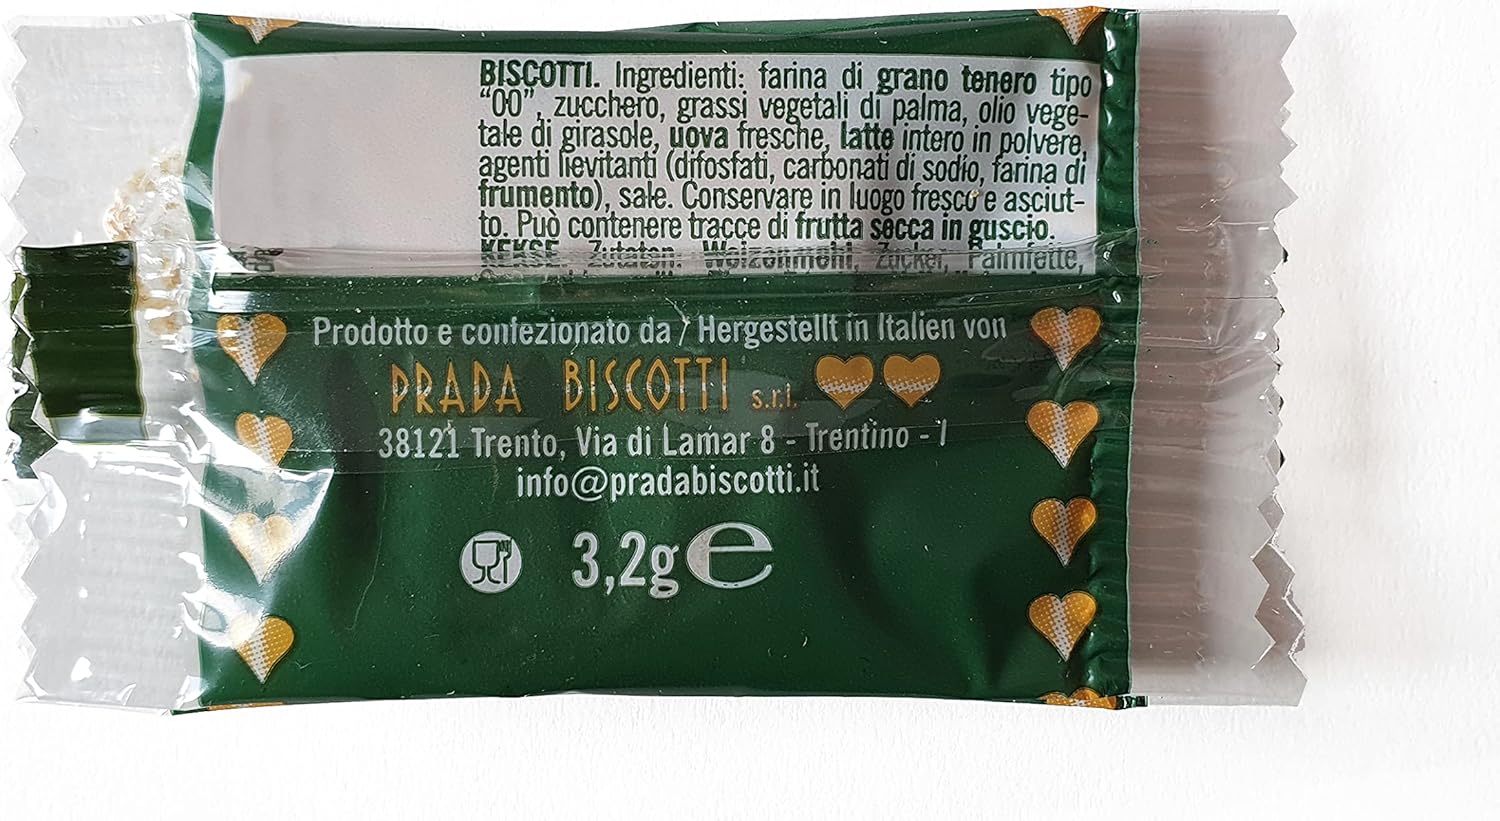 BISCOTTI. Ingredienti: farina di grano tenero tipo
“00”, zucchero, grassi vegetali di palma, olio vege-
tale di girasole, uova fresche, latte intero in polvere,
agenti lievitanti (difosfati, carbonati di sodio, farina di
frumento), sale. Conservare in luogo fresco e asciut-
to. Può contenere tracce di frutta secca in guscio.
KEKSE. Zutaten: Weizenmehl, Zucker, Palmfette,
Prodotto e confezionato da / Hergestellt in Italien von
PRADA BISCOTTI s.r.l.
38121 Trento, Via di Lamar 8 - Trentino - I
info@pradabiscotti.it
3,2g e